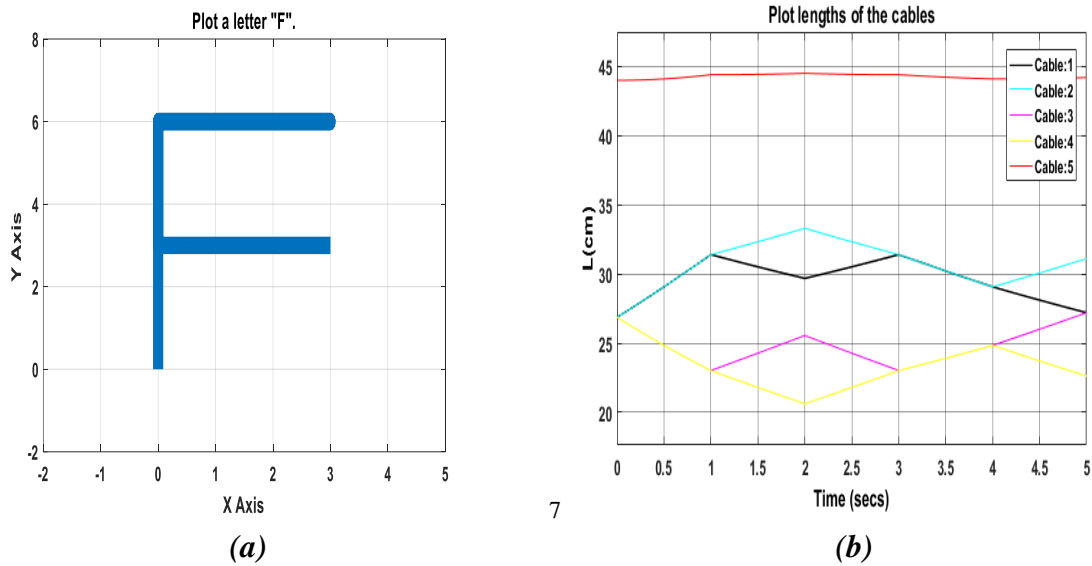 Plot a letter "F".
8
6
4
2
0
-2
-2 -1 0 1 2 3 4 5
Y Axis
X Axis
(a)
Plot lengths of the cables
45
40
35
30
25
20
0 0.5 1 1.5 2 2.5 3 3.5 4 4.5 5
L(cm)
Time (secs)
Cable:1
Cable:2
Cable:3
Cable:4
Cable:5
(b)
7